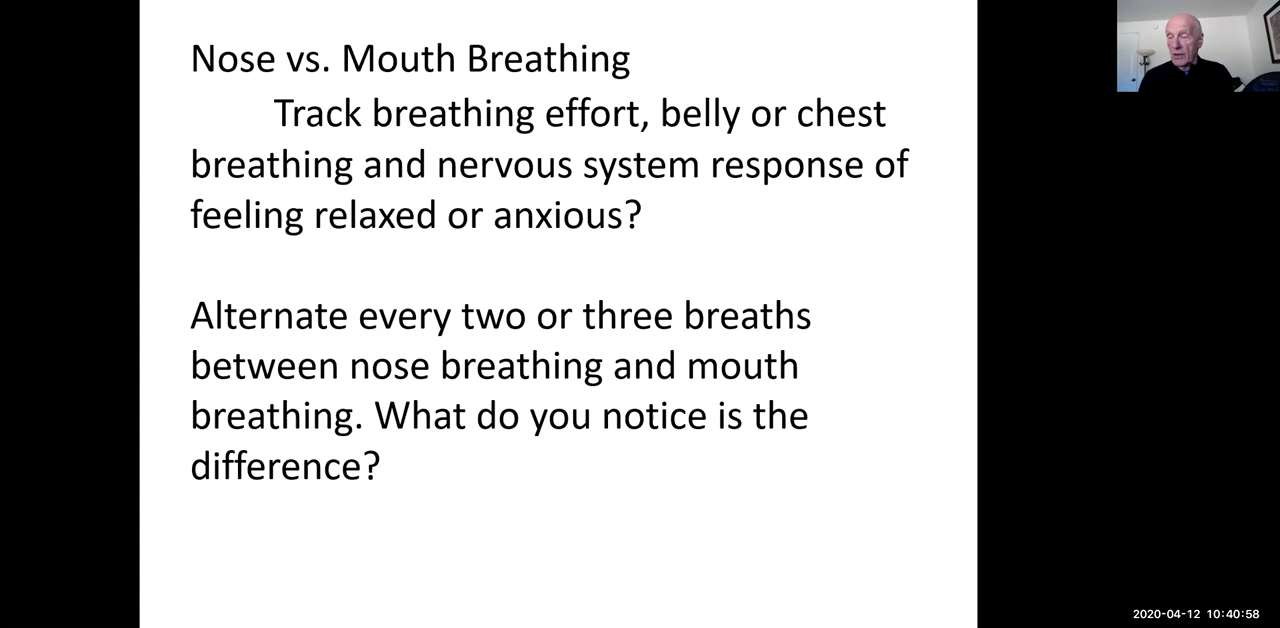 Nose vs. Mouth Breathing
Track breathing effort, belly or chest
breathing and nervous system response of
feeling relaxed or anxious?
Alternate every two or three breaths
between nose breathing and mouth
breathing. What do you notice is the
difference?
2020-04-12 10:40:58